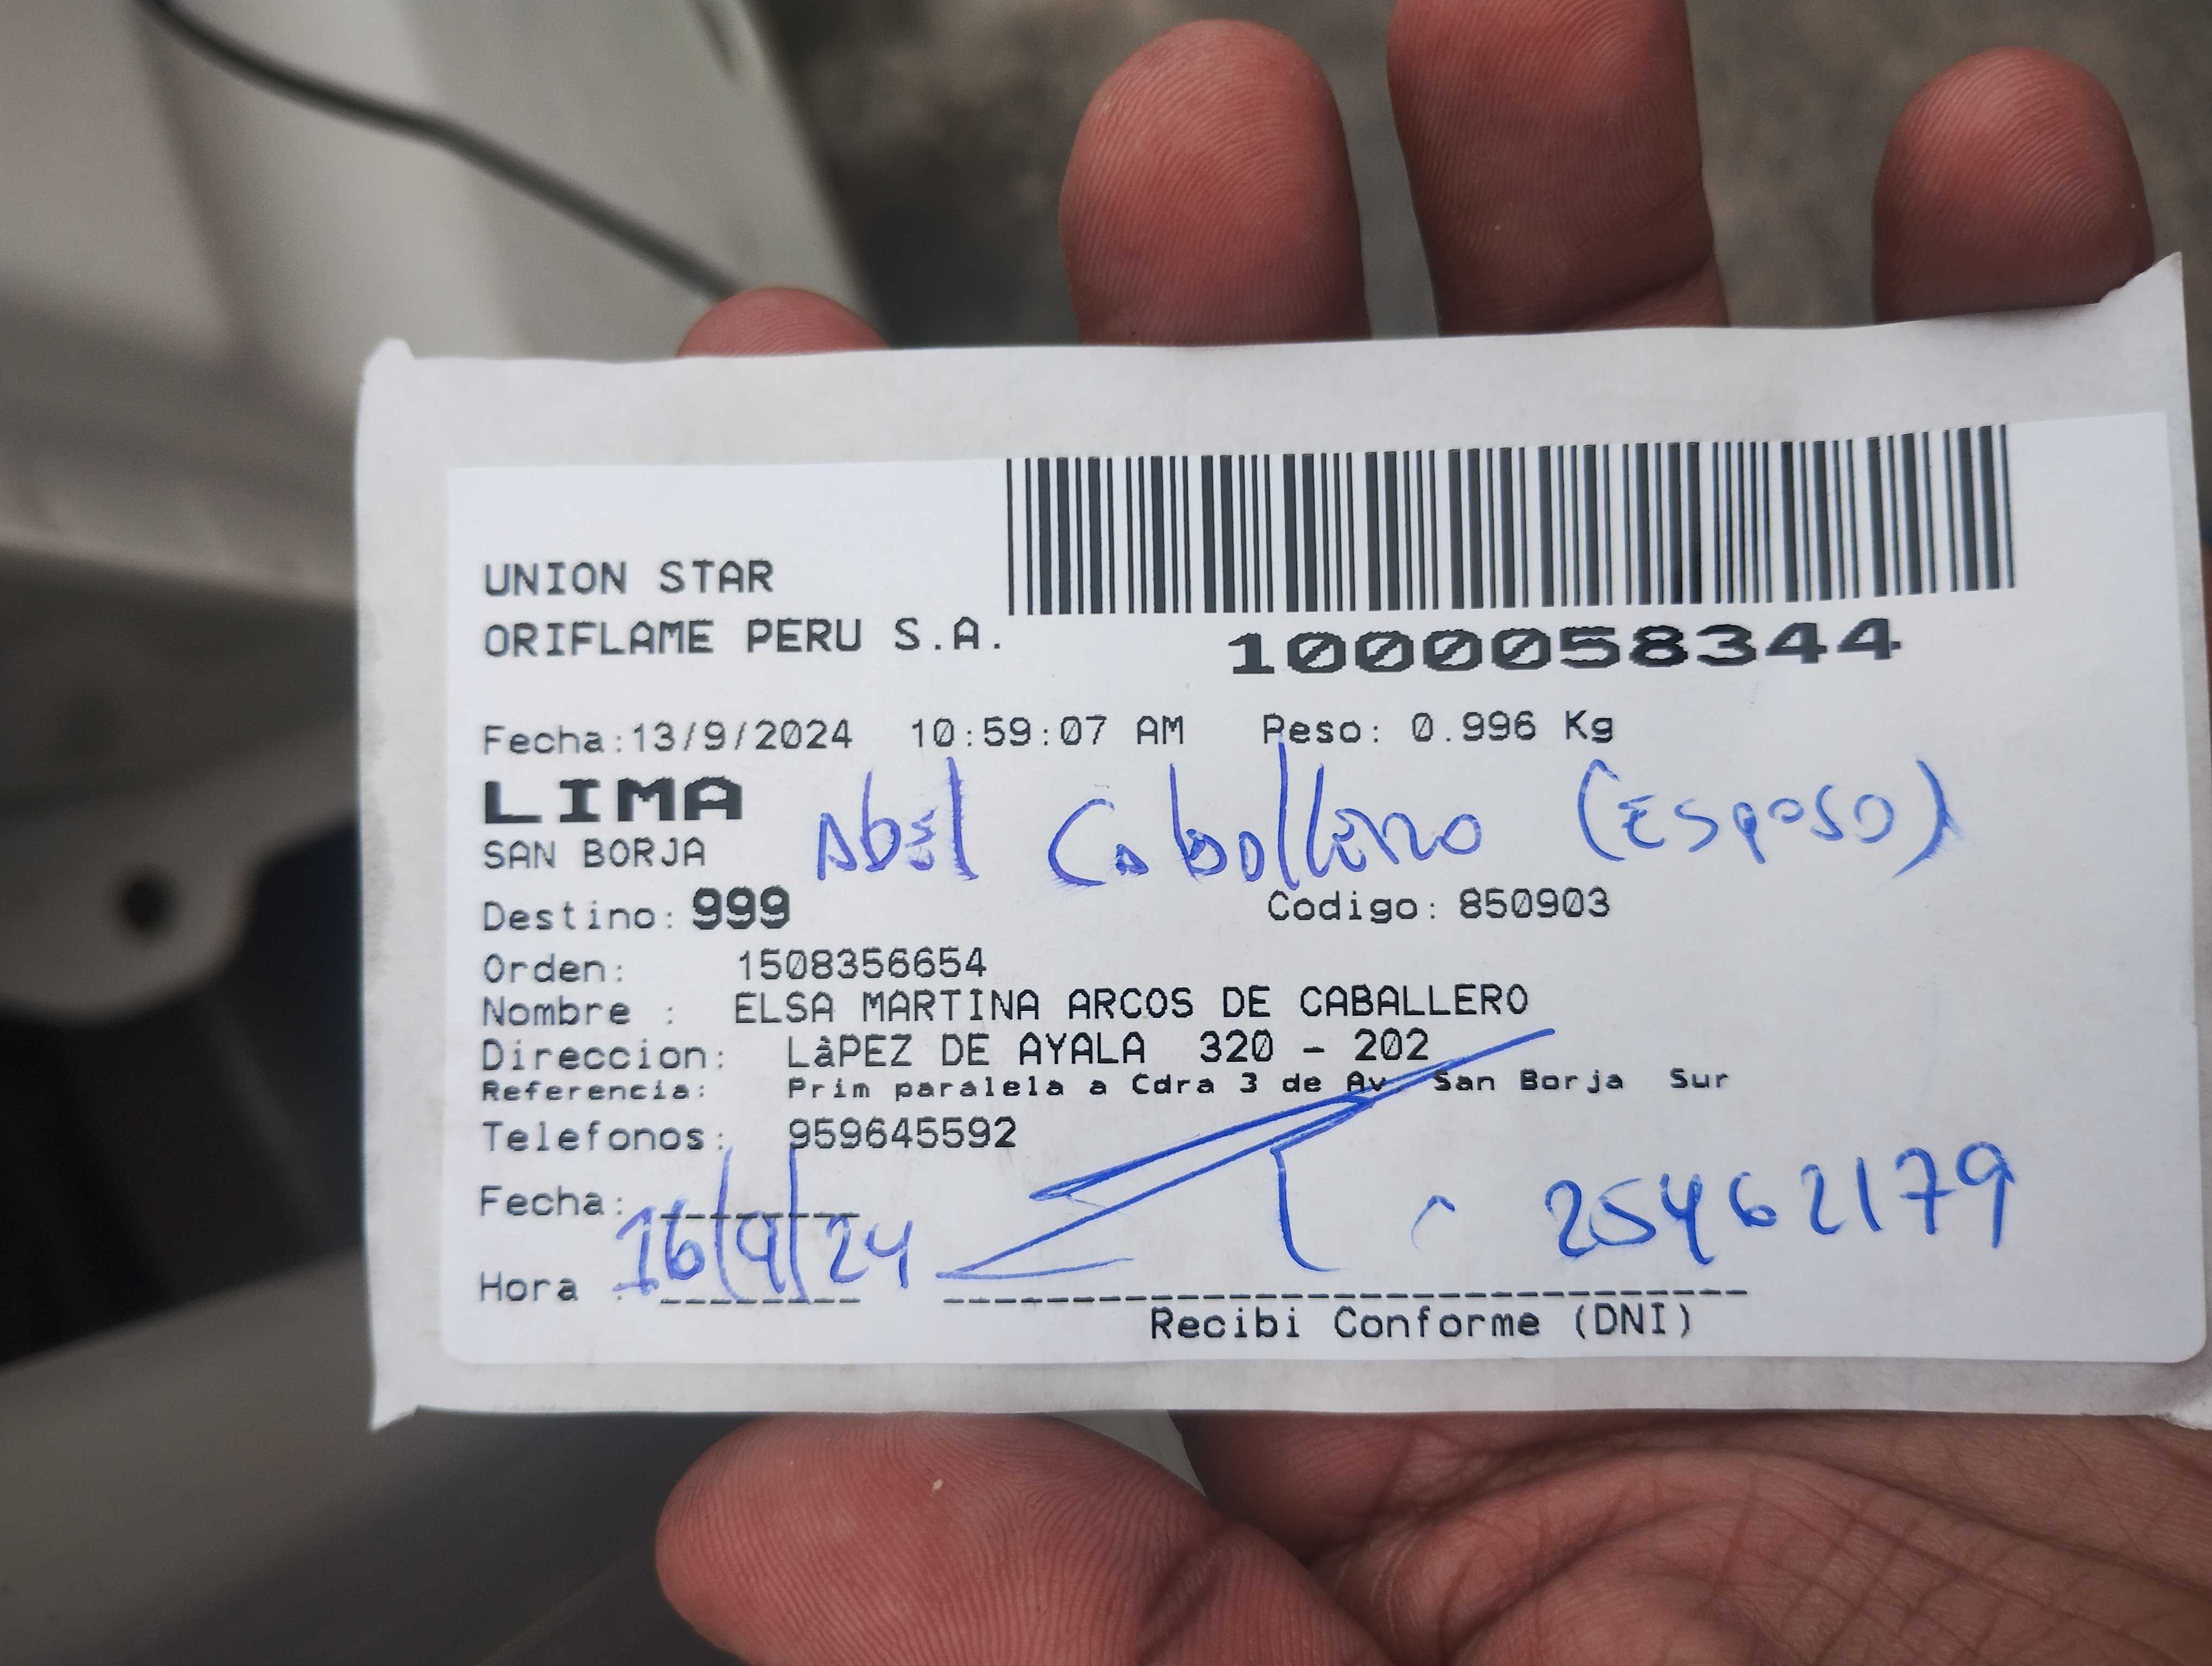 UNION STAR
ORIFLAME PERU S.A.
1000058344
Fecha:13/9/2024 10:59:07 AM Peso: 0.996 Kg
LIMA
SAN BORJA
Abel Caballero (Esposo)
Destino: 999 Codigo: 850903
Orden: 1508356654
Nombre : ELSA MARTINA ARCOS DE CABALLERO
Direccion: LàPEZ DE AYALA 320 - 202
Referencia: Prim paralela a Cdra 3 de Av. San Borja Sur
Telefonos: 959645592
Fecha: 16/9/24
25462179
Hora :
Recibi Conforme (DNI)